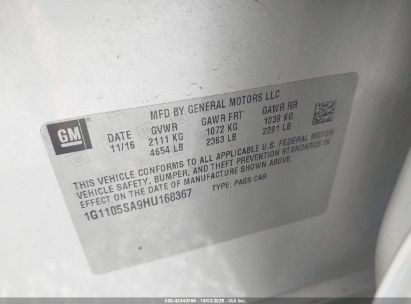 MFD BY GENERAL MOTORS LLC
GM DATE GVWR GAWR FRT GAWR RR
11/16 2111 KG 1072 KG 1039 KG
4654 LB 2363 LB 2291 LB
THIS VEHICLE CONFORMS TO ALL APPLICABLE U.S. FEDERAL MOTOR
VEHICLE SAFETY, BUMPER, AND THEFT PREVENTION STANDARDS IN
EFFECT ON THE DATE OF MANUFACTURE SHOWN ABOVE.
1G1105SA9HU168367 TYPE: PASS CAR